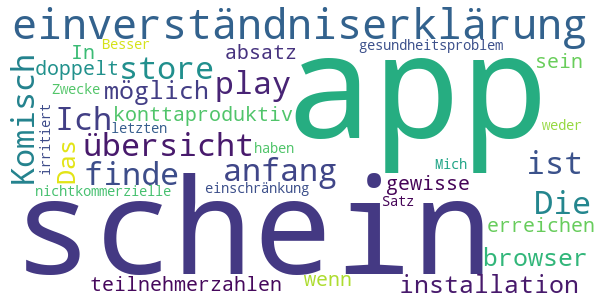 einverständniserklärung
In Besser absatz gesundheitsproblem
Komisch doppelt store app sein
Zwecke möglich play
irritiert Ich konttaproduktiv
letzten weder
Das übersicht haben
finde anfang Mich ist
nichtkommerzielle einschränkung gewisse
schein Satz Die
erreichen
browser
teilnehmerzahlen wenn installation